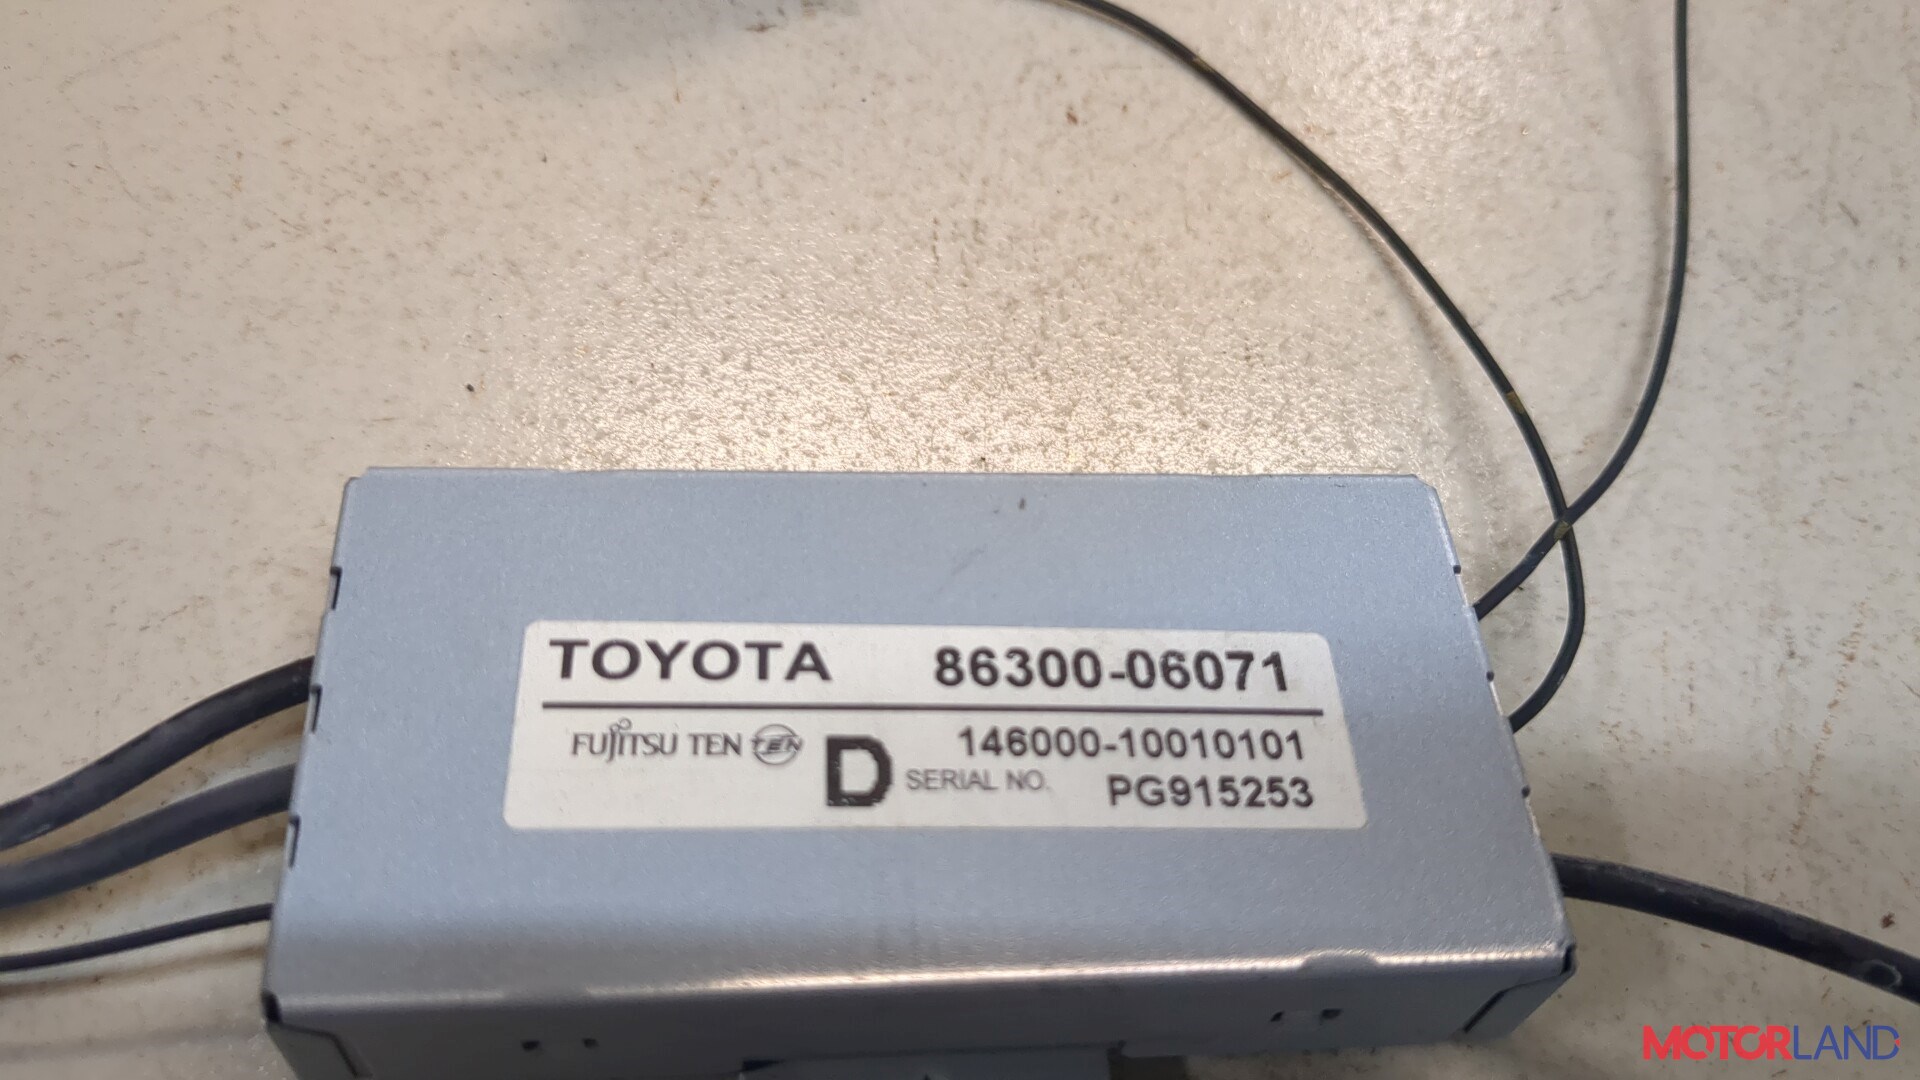 TOYOTA 86300-06071
FUJITSU TEN TEN D 146000-10010101
SERIAL NO. PG915253
MOTORLAND